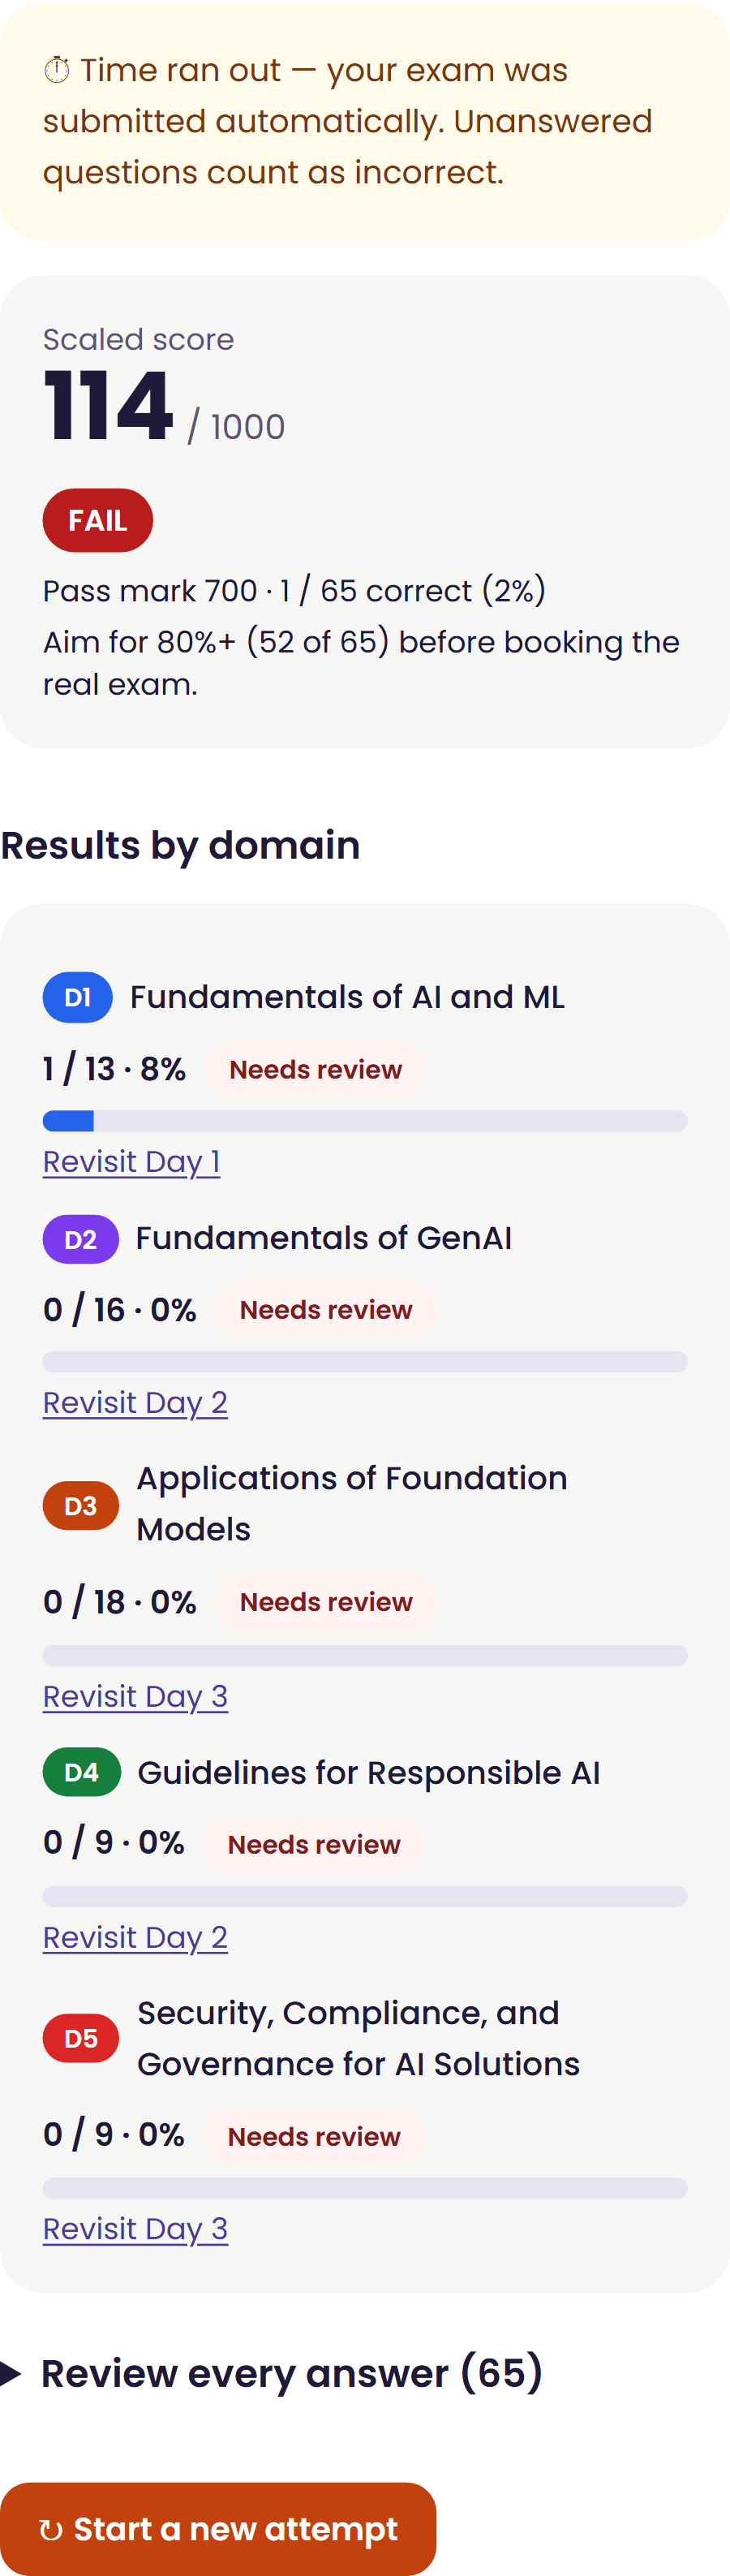 ⏱ Time ran out — your exam was
submitted automatically. Unanswered
questions count as incorrect.
Scaled score
114 / 1000
FAIL
Pass mark 700 · 1 / 65 correct (2%)
Aim for 80%+ (52 of 65) before booking the
real exam.
Results by domain
D1 Fundamentals of AI and ML
1 / 13 · 8% Needs review
Revisit Day 1
D2 Fundamentals of GenAI
0 / 16 · 0% Needs review
Revisit Day 2
D3 Applications of Foundation
Models
0 / 18 · 0% Needs review
Revisit Day 3
D4 Guidelines for Responsible AI
0 / 9 · 0% Needs review
Revisit Day 2
D5 Security, Compliance, and
Governance for AI Solutions
0 / 9 · 0% Needs review
Revisit Day 3
▶ Review every answer (65)
↻ Start a new attempt